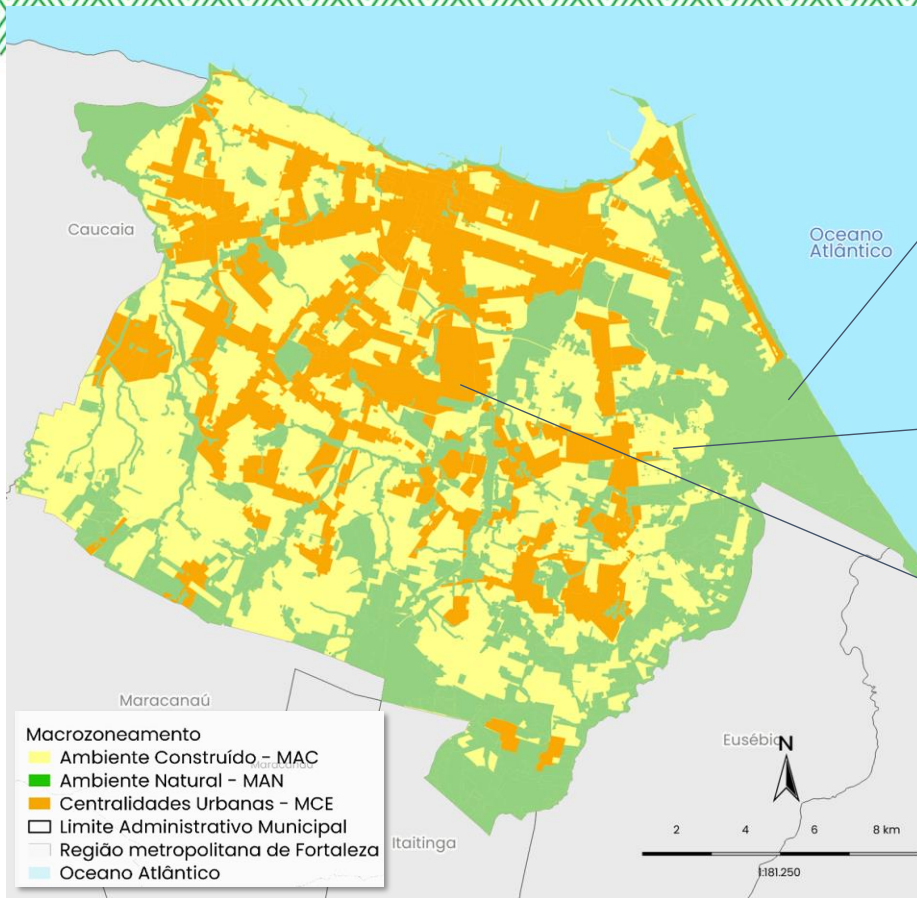 Oceano
Atlântico
Caucaia
Maracanaú
Macrozoneamento
Ambiente Construído - MAC
Maracanaú
Ambiente Natural - MAN
Centralidades Urbanas - MCE
Limite Administrativo Municipal
Região metropolitana de Fortaleza
Oceano Atlântico
Itaitinga
Eusébio
N
2 4 6 8 km
1:181.250